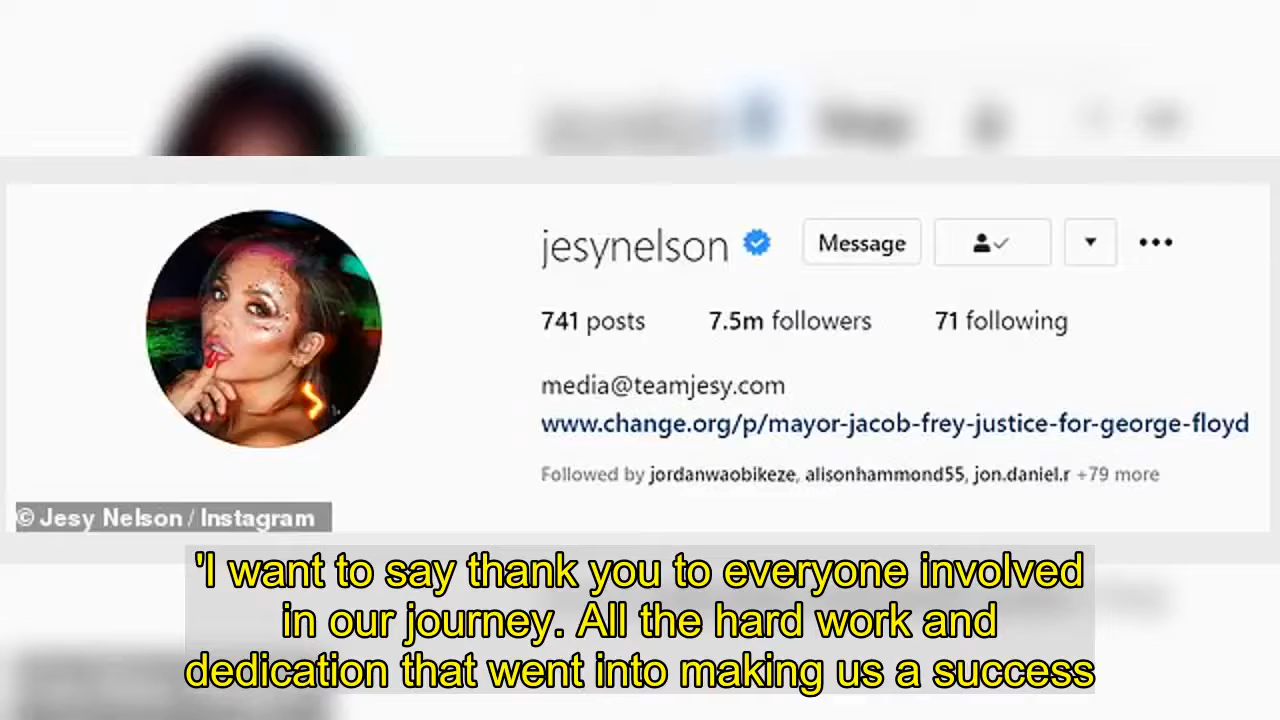 jesynelson Message
741 posts 7.5m followers 71 following
media@teamjesy.com
www.change.org/p/mayor-jacob-frey-justice-for-george-floyd
Followed by jordanwaobikeze, alisonhammond55, jon.daniel.r +79 more
© Jesy Nelson / Instagram
'I want to say thank you to everyone involved
in our journey. All the hard work and
dedication that went into making us a success